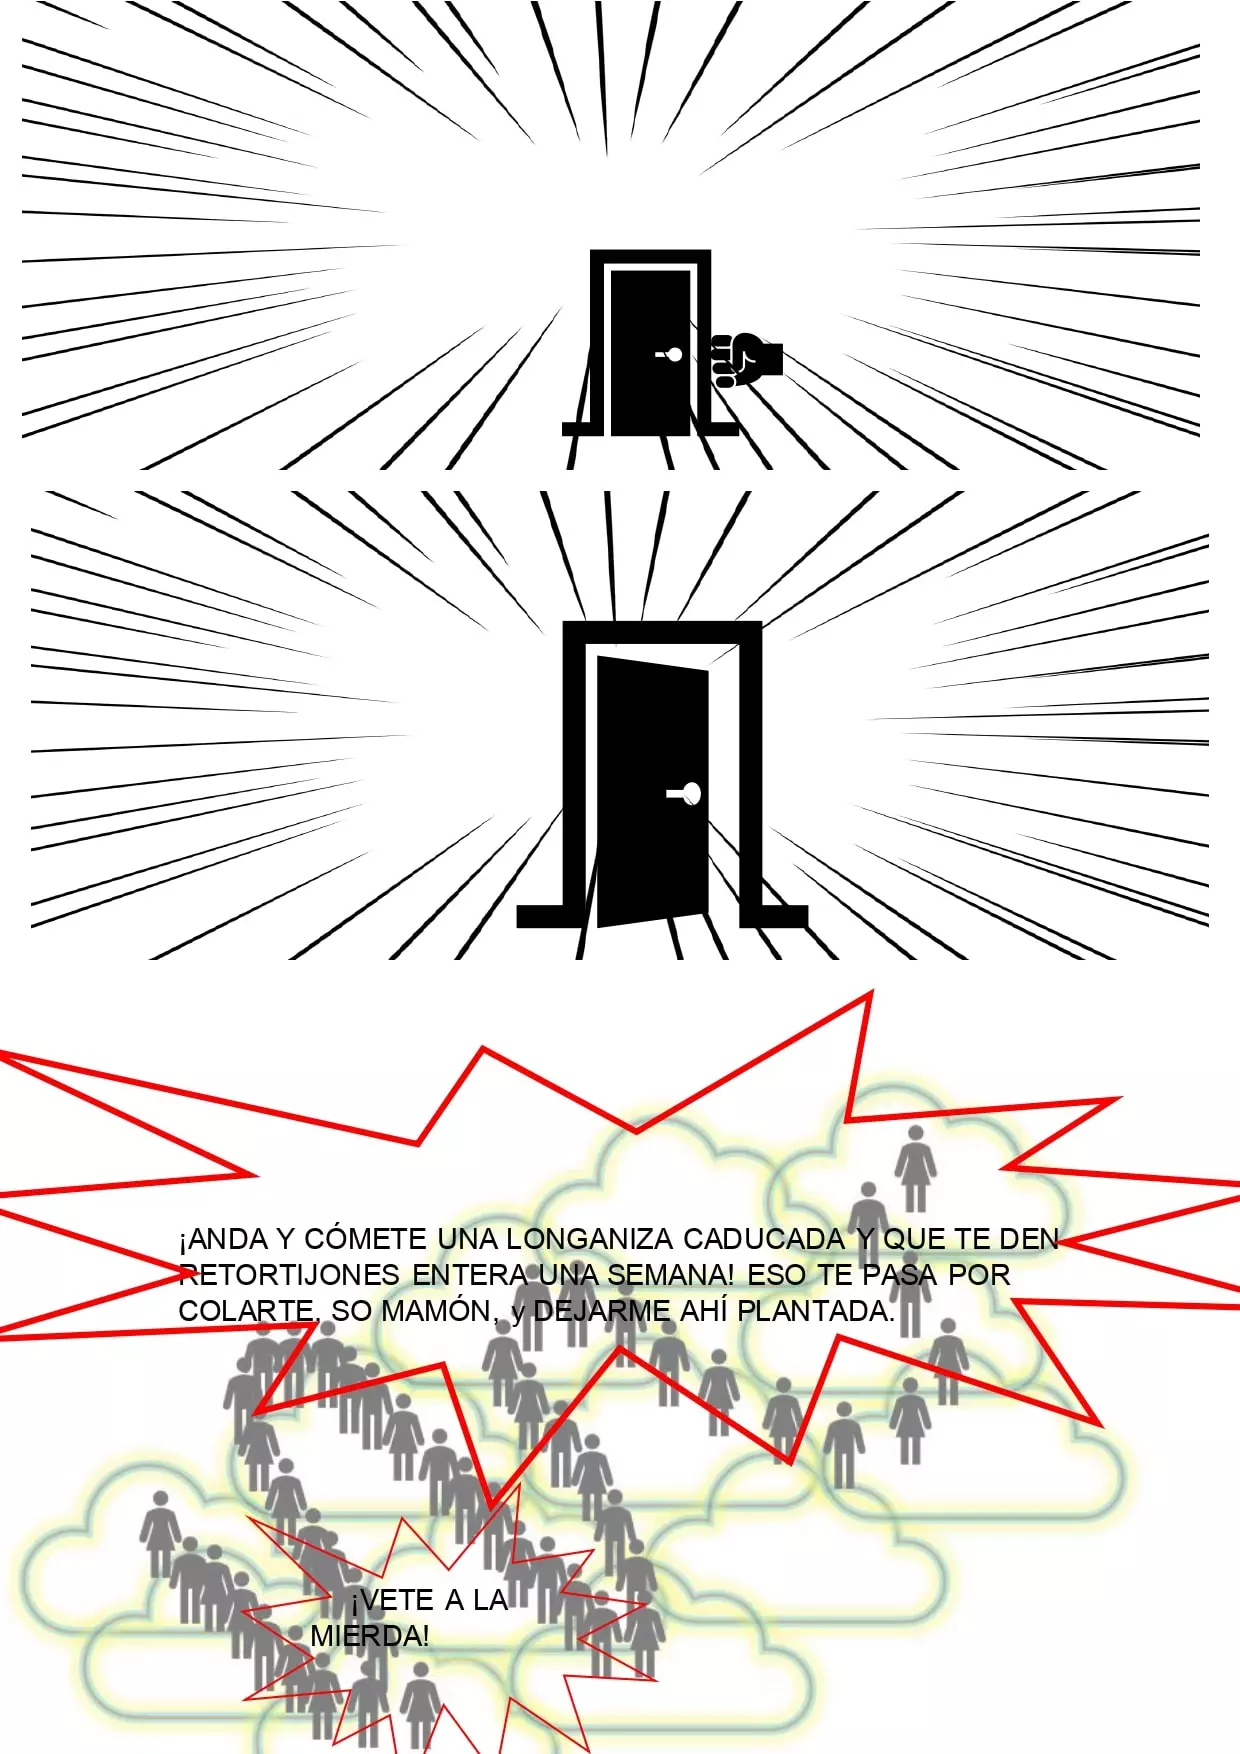 ¡ANDA Y CÓMETE UNA LONGANIZA CADUCADA Y QUE TE DEN
RETORTIJONES ENTERA UNA SEMANA! ESO TE PASA POR
COLARTE, SO MAMÓN, y DEJARME AHÍ PLANTADA.
¡VETE A LA
MIERDA!